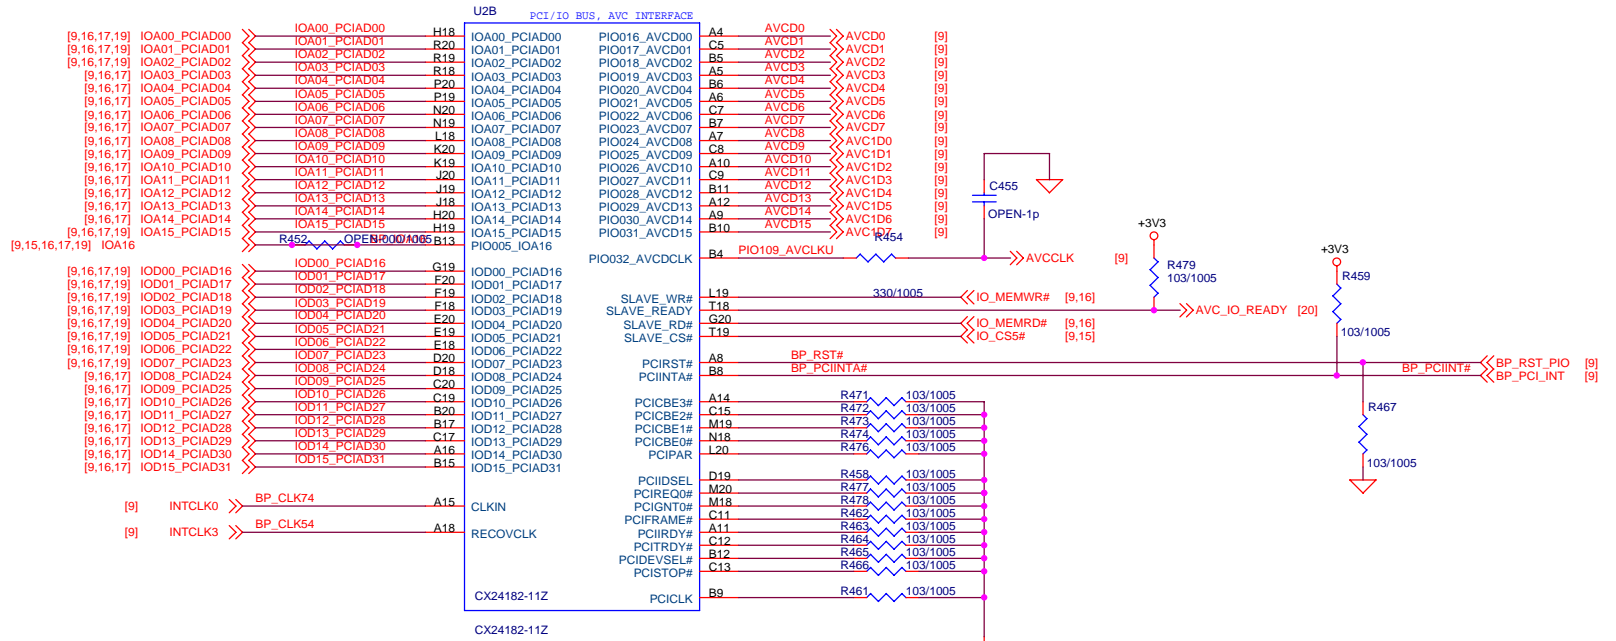 U2B PCI/IO BUS, AVC INTERFACE
[9,16,17,19] IOA00_PCIAD00 IOA00_PCIAD00 H18 IOA00_PCIAD00 PIO016_AVCD00 A4 AVCD0 AVCD0 [9]
[9,16,17,19] IOA01_PCIAD01 IOA01_PCIAD01 R20 IOA01_PCIAD01 PIO017_AVCD01 C5 AVCD1 AVCD1 [9]
[9,16,17,19] IOA02_PCIAD02 IOA02_PCIAD02 R19 IOA02_PCIAD02 PIO018_AVCD02 B5 AVCD2 AVCD2 [9]
[9,16,17] IOA03_PCIAD03 IOA03_PCIAD03 R18 IOA03_PCIAD03 PIO019_AVCD03 A5 AVCD3 AVCD3 [9]
[9,16,17] IOA04_PCIAD04 IOA04_PCIAD04 P20 IOA04_PCIAD04 PIO020_AVCD04 B6 AVCD4 AVCD4 [9]
[9,16,17] IOA05_PCIAD05 IOA05_PCIAD05 P19 IOA05_PCIAD05 PIO021_AVCD05 A6 AVCD5 AVCD5 [9]
[9,16,17] IOA06_PCIAD06 IOA06_PCIAD06 N20 IOA06_PCIAD06 PIO022_AVCD06 C7 AVCD6 AVCD6 [9]
[9,16,17] IOA07_PCIAD07 IOA07_PCIAD07 N19 IOA07_PCIAD07 PIO023_AVCD07 B7 AVCD7 AVCD7 [9]
[9,16,17] IOA08_PCIAD08 IOA08_PCIAD08 L18 IOA08_PCIAD08 PIO024_AVCD08 A7 AVCD8 AVC1D0 [9]
[9,16,17] IOA09_PCIAD09 IOA09_PCIAD09 K20 IOA09_PCIAD09 PIO025_AVCD09 C8 AVCD9 AVC1D1 [9]
[9,16,17] IOA10_PCIAD10 IOA10_PCIAD10 K19 IOA10_PCIAD10 PIO026_AVCD10 A10 AVCD10 AVC1D2 [9]
[9,16,17] IOA11_PCIAD11 IOA11_PCIAD11 J20 IOA11_PCIAD11 PIO027_AVCD11 C9 AVCD11 AVC1D3 [9]
[9,16,17] IOA12_PCIAD12 IOA12_PCIAD12 J19 IOA12_PCIAD12 PIO028_AVCD12 B11 AVCD12 AVC1D4 [9] C455
[9,16,17] IOA13_PCIAD13 IOA13_PCIAD13 J18 IOA13_PCIAD13 PIO029_AVCD13 A12 AVCD13 AVC1D5 [9]
[9,16,17] IOA14_PCIAD14 IOA14_PCIAD14 H20 IOA14_PCIAD14 PIO030_AVCD14 A9 AVCD14 AVC1D6 [9] OPEN-1p
[9,16,17,19] IOA15_PCIAD15 IOA15_PCIAD15 H19 IOA15_PCIAD15 PIO031_AVCD15 B10 AVCD15 AVC1D7 [9] +3V3
[9,15,16,17,19] IOA16 R452 OPEN-000/1005 B13 PIO005_IOA16 R454
PIO032_AVCDCLK B4 PIO109_AVCLKU AVCCLK [9] +3V3
[9,16,17,19] IOD00_PCIAD16 IOD00_PCIAD16 G19 IOD00_PCIAD16 R479
[9,16,17,19] IOD01_PCIAD17 IOD01_PCIAD17 F20 IOD01_PCIAD17 103/1005 R459
[9,16,17,19] IOD02_PCIAD18 IOD02_PCIAD18 F19 IOD02_PCIAD18 SLAVE_WR# L19 330/1005 IO_MEMWR# [9,16]
[9,16,17,19] IOD03_PCIAD19 IOD03_PCIAD19 F18 IOD03_PCIAD19 SLAVE_READY T18 AVC_IO_READY [20]
[9,16,17,19] IOD04_PCIAD20 IOD04_PCIAD20 E20 IOD04_PCIAD20 SLAVE_RD# G20 IO_MEMRD# [9,16]
[9,16,17,19] IOD05_PCIAD21 IOD05_PCIAD21 E19 IOD05_PCIAD21 SLAVE_CS# T19 IO_CS5# [9,15] 103/1005
[9,16,17,19] IOD06_PCIAD22 IOD06_PCIAD22 E18 IOD06_PCIAD22
[9,16,17,19] IOD07_PCIAD23 IOD07_PCIAD23 D20 IOD07_PCIAD23 PCIRST# A8 BP_RST# BP_RST_PIO [9]
[9,16,17] IOD08_PCIAD24 IOD08_PCIAD24 D18 IOD08_PCIAD24 PCIINTA# B8 BP_PCIINTA# BP_PCIINT# BP_PCI_INT [9]
[9,16,17] IOD09_PCIAD25 IOD09_PCIAD25 C20 IOD09_PCIAD25
[9,16,17] IOD10_PCIAD26 IOD10_PCIAD26 C19 IOD10_PCIAD26 PCICBE3# A14 R471 103/1005
[9,16,17] IOD11_PCIAD27 IOD11_PCIAD27 B20 IOD11_PCIAD27 PCICBE2# C15 R472 103/1005 R467
[9,16,17] IOD12_PCIAD28 IOD12_PCIAD28 B17 IOD12_PCIAD28 PCICBE1# M19 R473 103/1005
[9,16,17] IOD13_PCIAD29 IOD13_PCIAD29 C17 IOD13_PCIAD29 PCICBE0# N18 R474 103/1005
[9,16,17] IOD14_PCIAD30 IOD14_PCIAD30 A16 IOD14_PCIAD30 PCIPAR L20 R476 103/1005
[9,16,17] IOD15_PCIAD31 IOD15_PCIAD31 B15 IOD15_PCIAD31 103/1005
PCIIDSEL D19 R458 103/1005
PCIREQ0# M20 R477 103/1005
[9] INTCLK0 BP_CLK74 A15 CLKIN PCIGNT0# M18 R478 103/1005
PCIFRAME# C11 R462 103/1005
[9] INTCLK3 BP_CLK54 A18 RECOVCLK PCIIRDY# A11 R463 103/1005
PCITRDY# C12 R464 103/1005
PCIDEVSEL# B12 R465 103/1005
PCISTOP# C13 R466 103/1005
CX24182-11Z PCICLK B9 R461 103/1005
CX24182-11Z